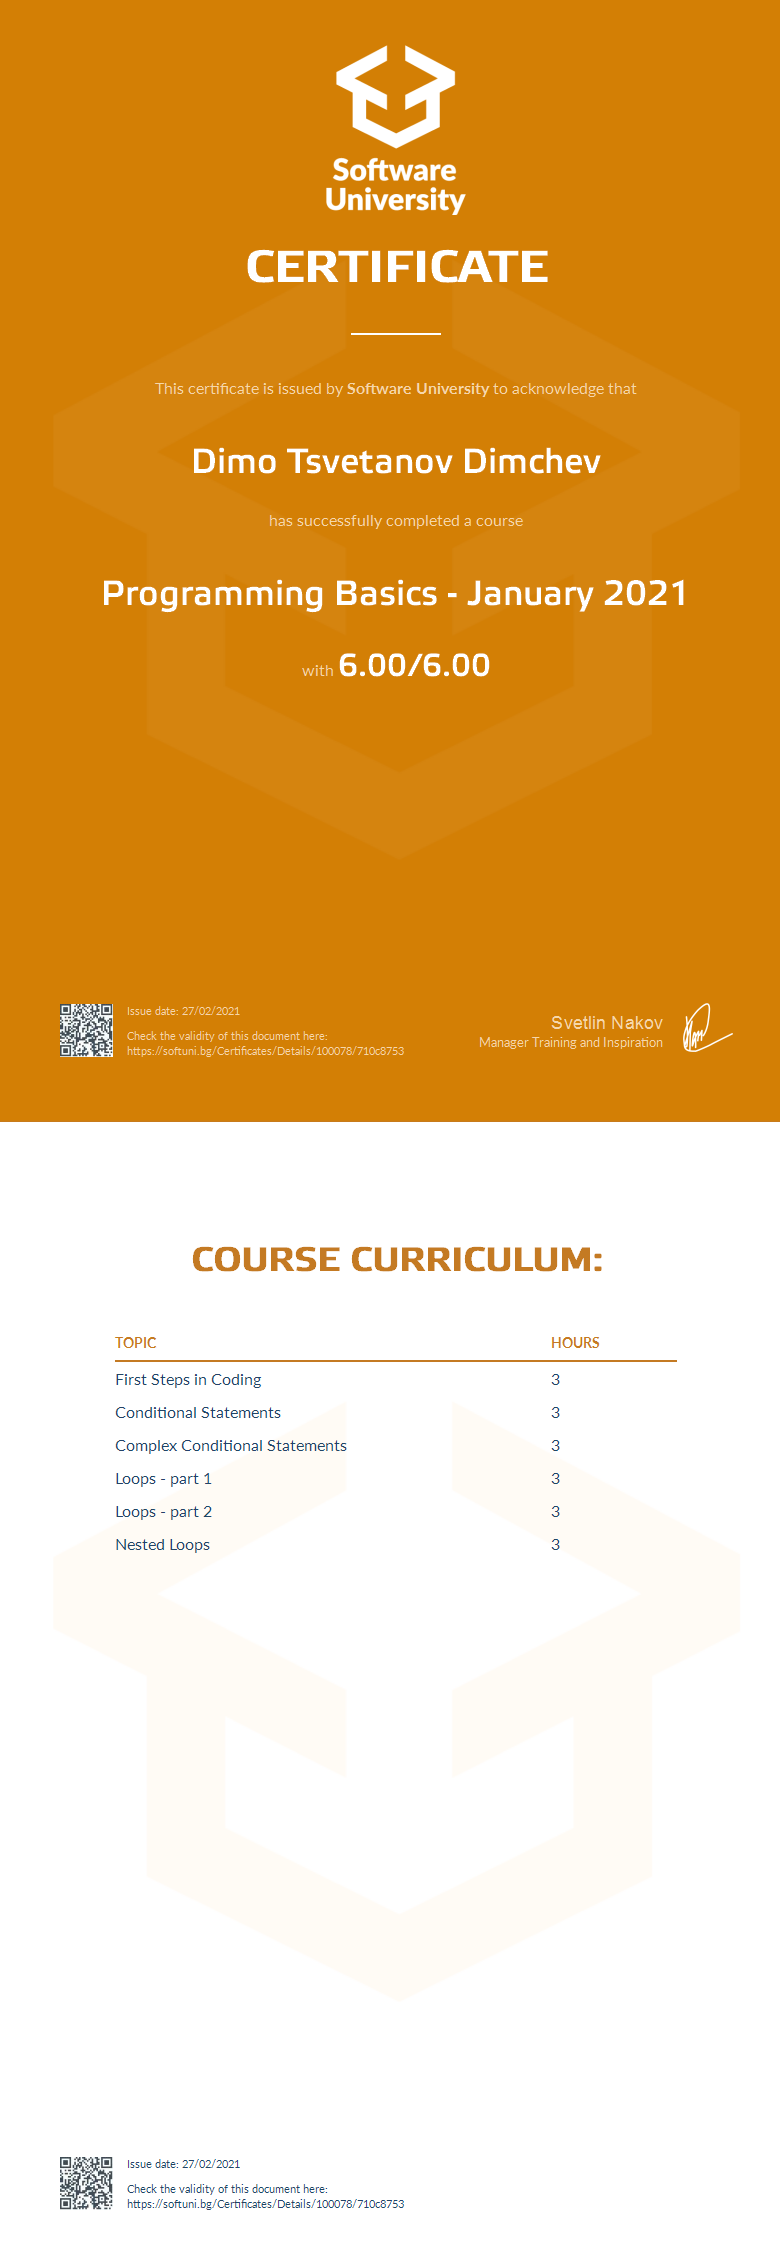 Software
University
CERTIFICATE
This certificate is issued by Software University to acknowledge that
Dimo Tsvetanov Dimchev
has successfully completed a course
Programming Basics - January 2021
with 6.00/6.00
Issue date: 27/02/2021
Check the validity of this document here:
https://softuni.bg/Certificates/Details/100078/710c8753
Svetlin Nakov
Manager Training and Inspiration
COURSE CURRICULUM:
TOPIC HOURS
First Steps in Coding 3
Conditional Statements 3
Complex Conditional Statements 3
Loops - part 1 3
Loops - part 2 3
Nested Loops 3
Issue date: 27/02/2021
Check the validity of this document here:
https://softuni.bg/Certificates/Details/100078/710c8753